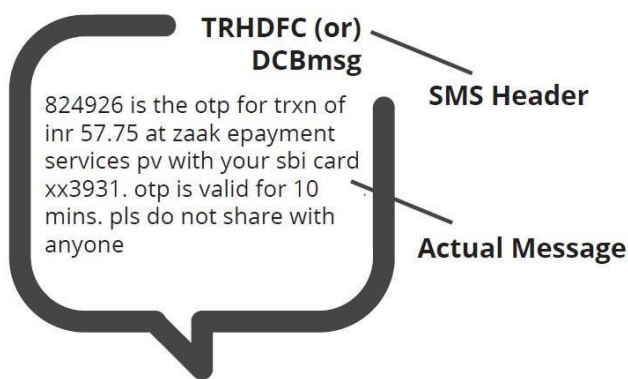 TRHDFC (or)
DCBmsg
SMS Header
824926 is the otp for trxn of
inr 57.75 at zaak epayment
services pv with your sbi card
xx3931. otp is valid for 10
mins. pls do not share with
anyone
Actual Message